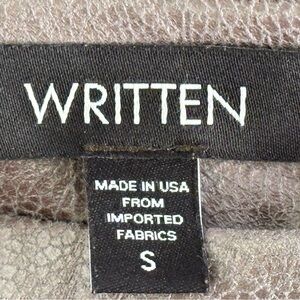 WRITTEN
MADE IN USA
FROM
IMPORTED
FABRICS
S